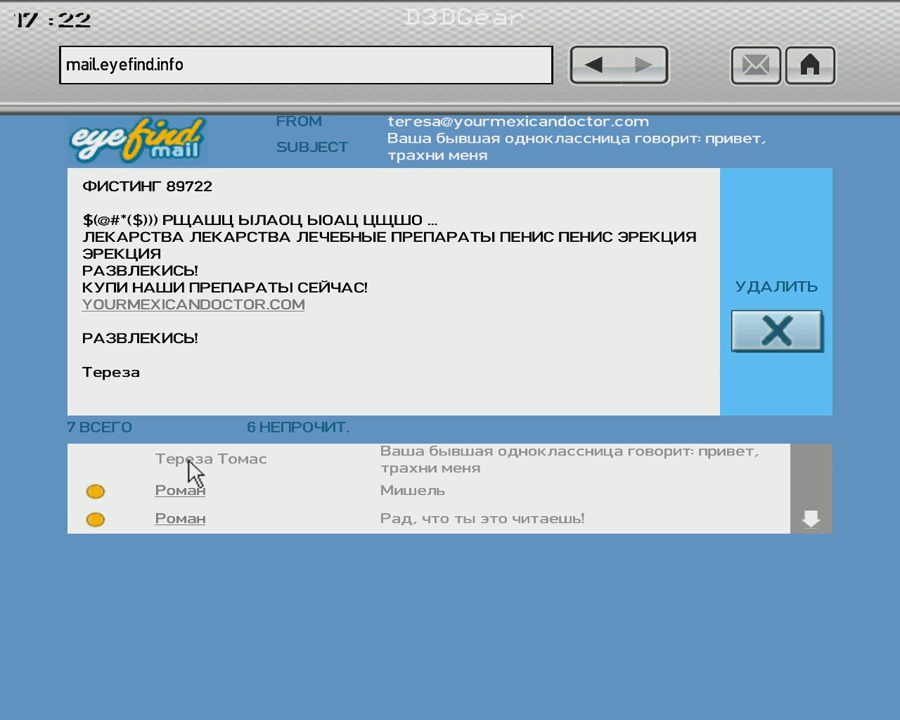 17:22
D3DGear
mail.eyefind.info
eyefind
mail
FROM
teresa@yourmexicandoctor.com
SUBJECT
Ваша бывшая одноклассница говорит: привет,
трахни меня
ФИСТИНГ 89722
$(@#*($))) РЩАШЦ ЫЛАОЦ ЫОАЦ ЦЩШО ...
ЛЕКАРСТВА ЛЕКАРСТВА ЛЕЧЕБНЫЕ ПРЕПАРАТЫ ПЕНИС ПЕНИС ЭРЕКЦИЯ
ЭРЕКЦИЯ
РАЗВЛЕКИСЬ!
КУПИ НАШИ ПРЕПАРАТЫ СЕЙЧАС!
YOURMEXICANDOCTOR.COM
РАЗВЛЕКИСЬ!
Тереза
УДАЛИТЬ
7 ВСЕГО
6 НЕПРОЧИТ.
Тереза Томас
Ваша бывшая одноклассница говорит: привет,
трахни меня
Роман
Мишель
Роман
Рад, что ты это читаешь!